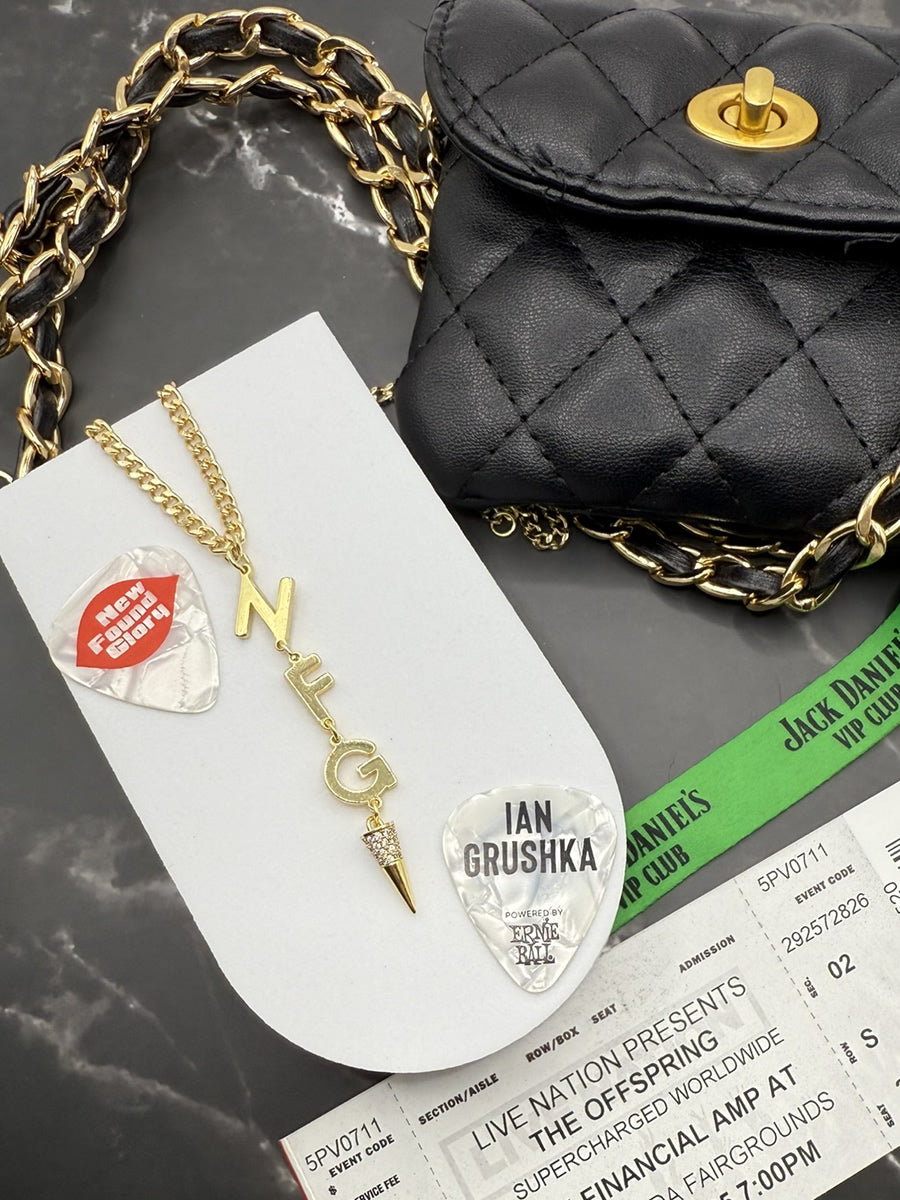 New
Found
Glory
N
F
G
IAN
GRUSHKA
POWERED BY
ERNIE
BALL
JACK DANIEL'S
VIP CLUB
DANIEL'S
VIP CLUB
5PV0711
EVENT CODE
$
SERVICE FEE
SECTION/AISLE
ROW/BOX
SEAT
ADMISSION
LIVE NATION PRESENTS
THE OFFSPRING
SUPERCHARGED WORLDWIDE
FINANCIAL AMP AT
FAIRGROUNDS
7:00PM
5PV0711
EVENT CODE
292572826
SEC.
02
ROW
S
SEAT